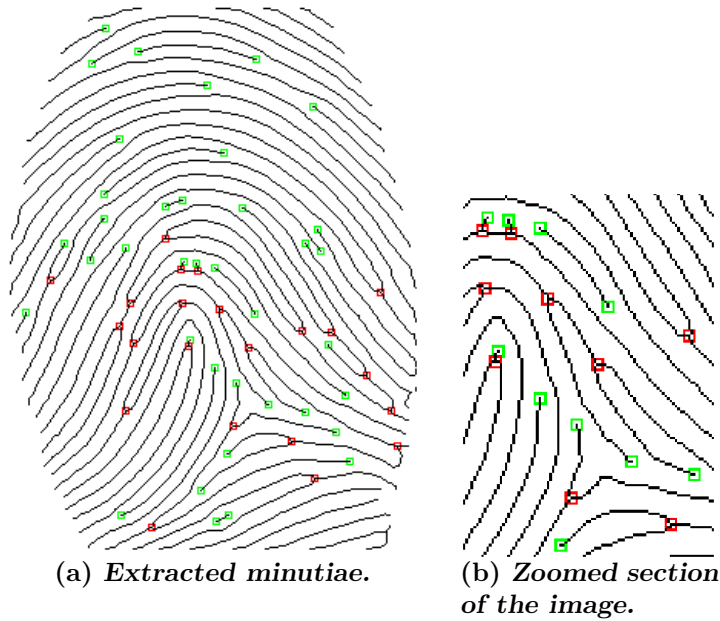 (a) Extracted minutiae.
(b) Zoomed section
of the image.